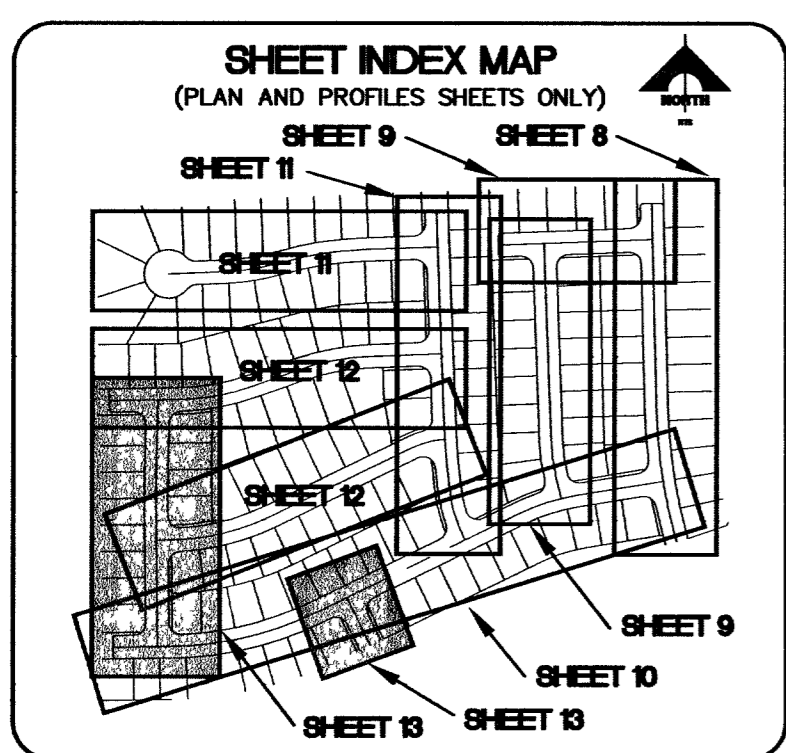 SHEET INDEX MAP
(PLAN AND PROFILES SHEETS ONLY)
NORTH
SHEET 9
SHEET 8
SHEET 11
SHEET 11
SHEET 12
SHEET 12
SHEET 9
SHEET 10
SHEET 13
SHEET 13